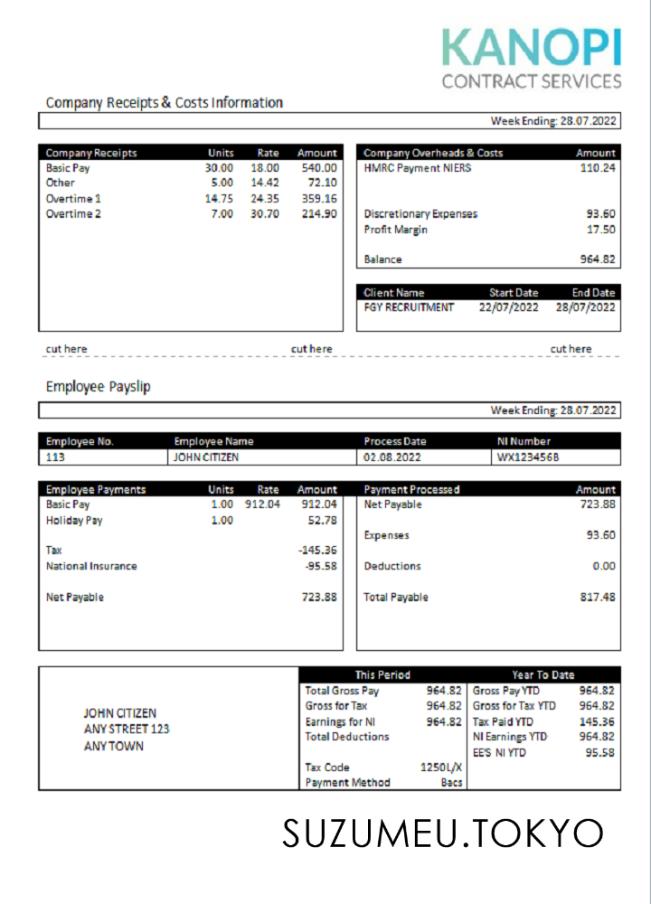 KANOPI
CONTRACT SERVICES
Company Receipts & Costs Information
Week Ending: 28.07.2022
Company Receipts Units Rate Amount
Basic Pay 30.00 18.00 540.00
Other 5.00 14.42 72.10
Overtime 1 14.75 24.35 359.16
Overtime 2 7.00 30.70 214.90
Company Overheads & Costs Amount
HMRC Payment NIERS 110.24
Discretionary Expenses 93.60
Profit Margin 17.50
Balance 964.82
Client Name Start Date End Date
FGY RECRUITMENT 22/07/2022 28/07/2022
cut here cut here cut here
Employee Payslip
Week Ending: 28.07.2022
Employee No. Employee Name Process Date NI Number
113 JOHN CITIZEN 02.08.2022 WX123456B
Employee Payments Units Rate Amount
Basic Pay 1.00 912.04 912.04
Holiday Pay 1.00 52.78
Tax -145.36
National Insurance -95.58
Net Payable 723.88
Payment Processed Amount
Net Payable 723.88
Expenses 93.60
Deductions 0.00
Total Payable 817.48
JOHN CITIZEN
ANY STREET 123
ANY TOWN
This Period
Total Gross Pay 964.82
Gross for Tax 964.82
Earnings for NI 964.82
Total Deductions
Tax Code 1250L/X
Payment Method Bacs
Year To Date
Gross Pay YTD 964.82
Gross for Tax YTD 964.82
Tax Paid YTD 145.36
NI Earnings YTD 964.82
EE'S NI YTD 95.58
SUZUMEU.TOKYO